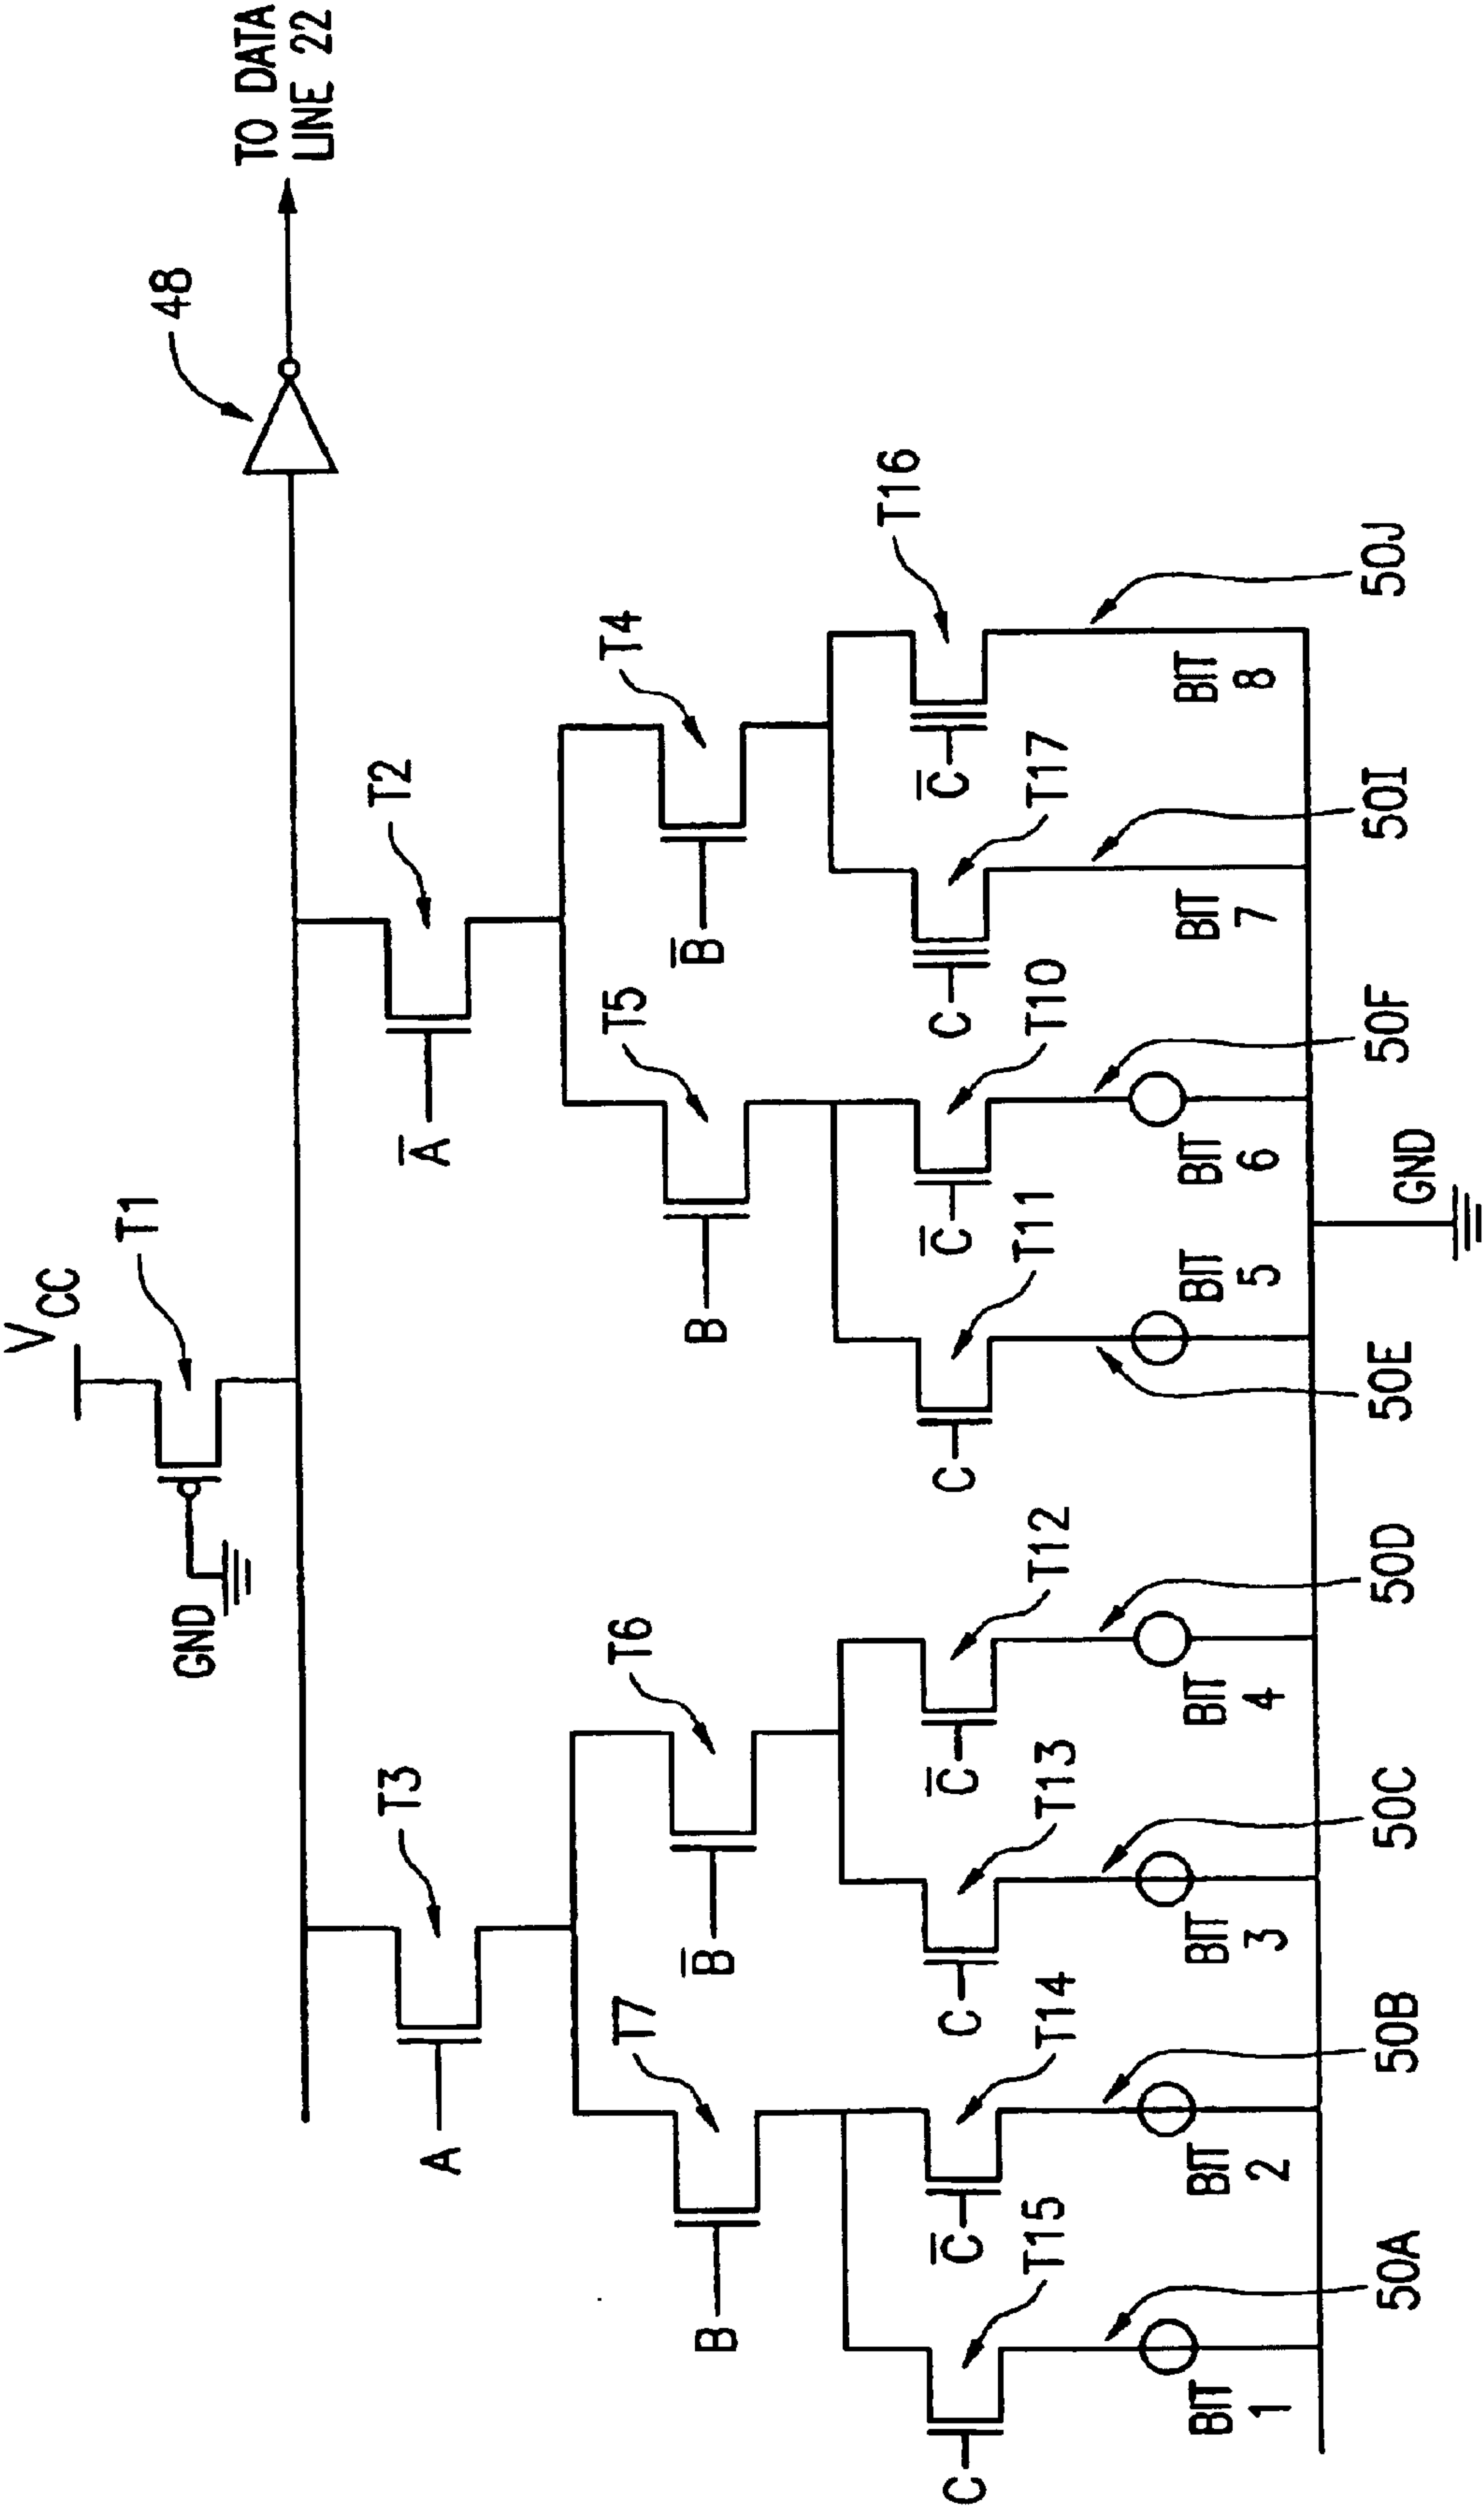 V_CC
T1
GND
48
TO DATA
LINE 22
T3
A
T2
A̅
T7
B
T6
B̅
T5
B
T4
B̅
T15
C
T14
C̅
T13
C
T12
C̅
T11
C
T10
C̅
T17
C
T16
C̅
BIT
1
BIT
2
BIT
3
BIT
4
BIT
5
BIT
6
BIT
7
BIT
8
50A
50B
50C
50D
50E
GND
50F
50I
50J